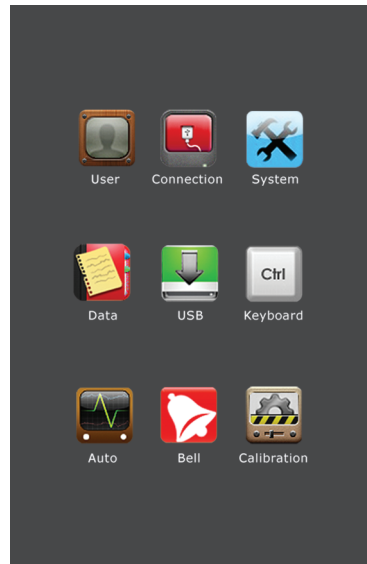 User Connection System
Data USB Ctrl Keyboard
Auto Bell Calibration